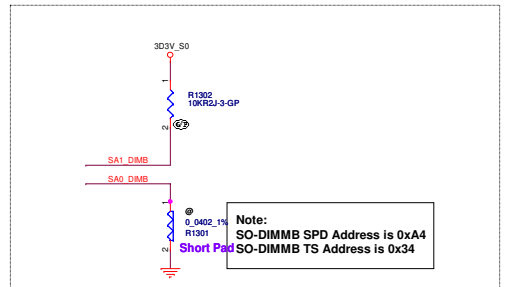 3D3V_S0
1
R1302
10KR2J-3-GP
2
SA1_DIMB
SA0_DIMB
1
@
0_0402_1%
R1301
Short Pad
2
Note:
SO-DIMMB SPD Address is 0xA4
SO-DIMMB TS Address is 0x34